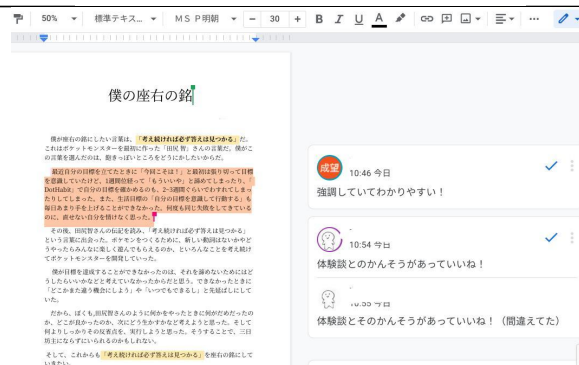 50%
標準テキス...
ＭＳ Ｐ明朝
− 30 +
B I U A
僕の座右の銘
僕が座右の銘にしたい言葉は、「考え続ければ必ず答えは見つかる」だ。
これはポケットモンスターを最初に作った「田尻 智」さんの言葉だ。僕がこ
の言葉を選んだのは、飽きっぽいところをどうにかしたいからだ。
最近自分の目標を立てたときに「今回こそは！」と最初は張り切って目標
を意識していたけど、1週間位経って「もういいや」と諦めてしまったり、「
DotHabit」で自分の目標を確かめるのも、2~3週間ぐらいでわすれてしまっ
たりしてしまった。また、生活目標の「自分の目標を意識して行動する」も
毎日あまり手を上げることができなかった。何度も同じ失敗をしてきている
のに、直せない自分を情けなく思った。
その後、田尻智さんの伝記を読み、「考え続ければ必ず答えは見つかる」
という言葉に出会った。ポケモンをつくるために、新しい動詞はないかやど
うやったらみんなに楽しく遊んでもらえるのか、といろんなことを考え続け
てポケットモンスターを開発していった。
僕が目標を達成することができなかったのは、それを諦めないためにはど
うしたらいいかなどと考えていなかったからだと思う。できなかったときに
「どこかまた違う機会にしよう」や「いつでもできるし」と先延ばしにして
いた。
だから、ぼくも,田尻智さんのように何かをやったときに何がだめだったの
か、どこが良かったのか、次にどう生かすかなど考えようと思った。そして
何よりしっかりその反省点を、実行しようと思った。そうすることで、三日
坊主にならずにいられるのかもしれない。
そして、これからも「考え続ければ必ず答えは見つかる」を座右の銘にして
いきたい。
成望
10:46 今日
強調していてわかりやすい！
10:54 今日
体験談とのかんそうがあっていいね！
体験談とそのかんそうがあっていいね！（間違えてた）